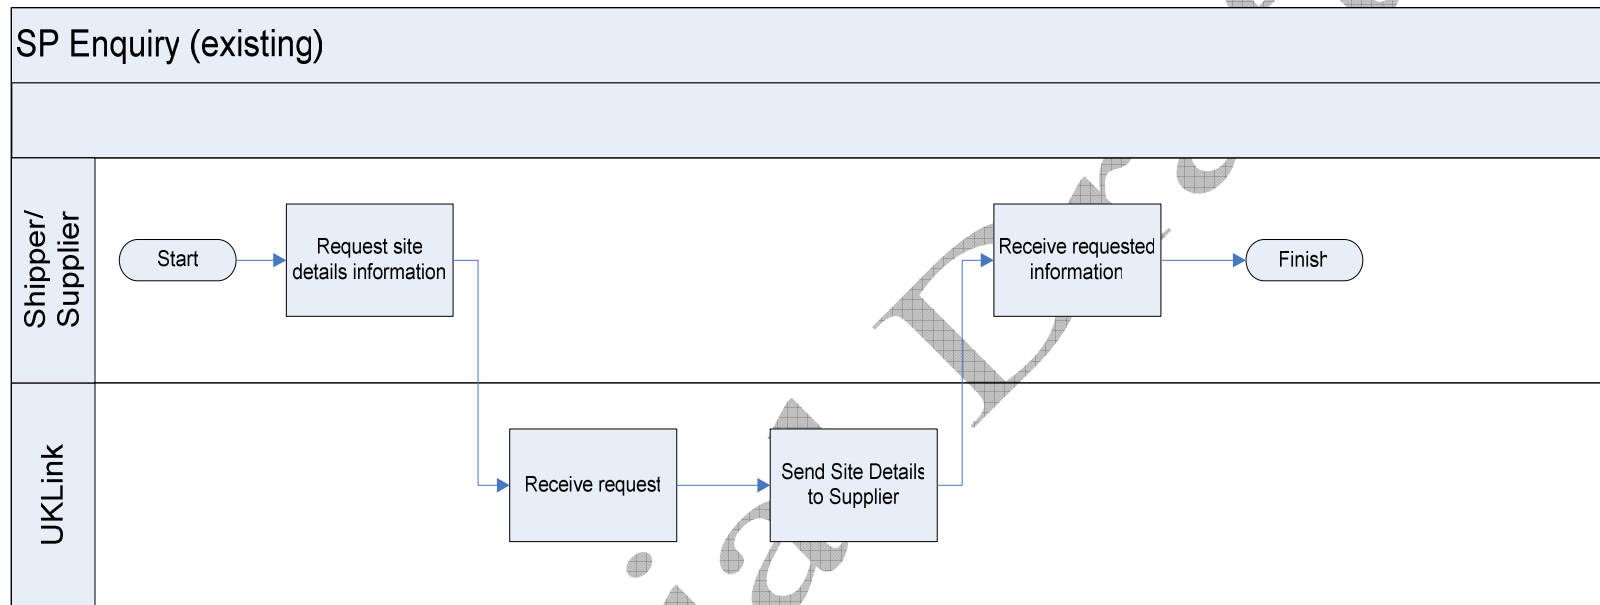 SP Enquiry (existing)
Shipper/
Supplier
Start
Request site
details information
Receive requested
information
Finish
UKLink
Receive request
Send Site Details
to Supplier